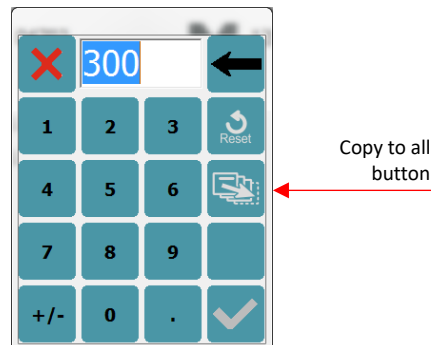 300
1 2 3 Reset
Copy to all
button
4 5 6
7 8 9
+/- 0 .